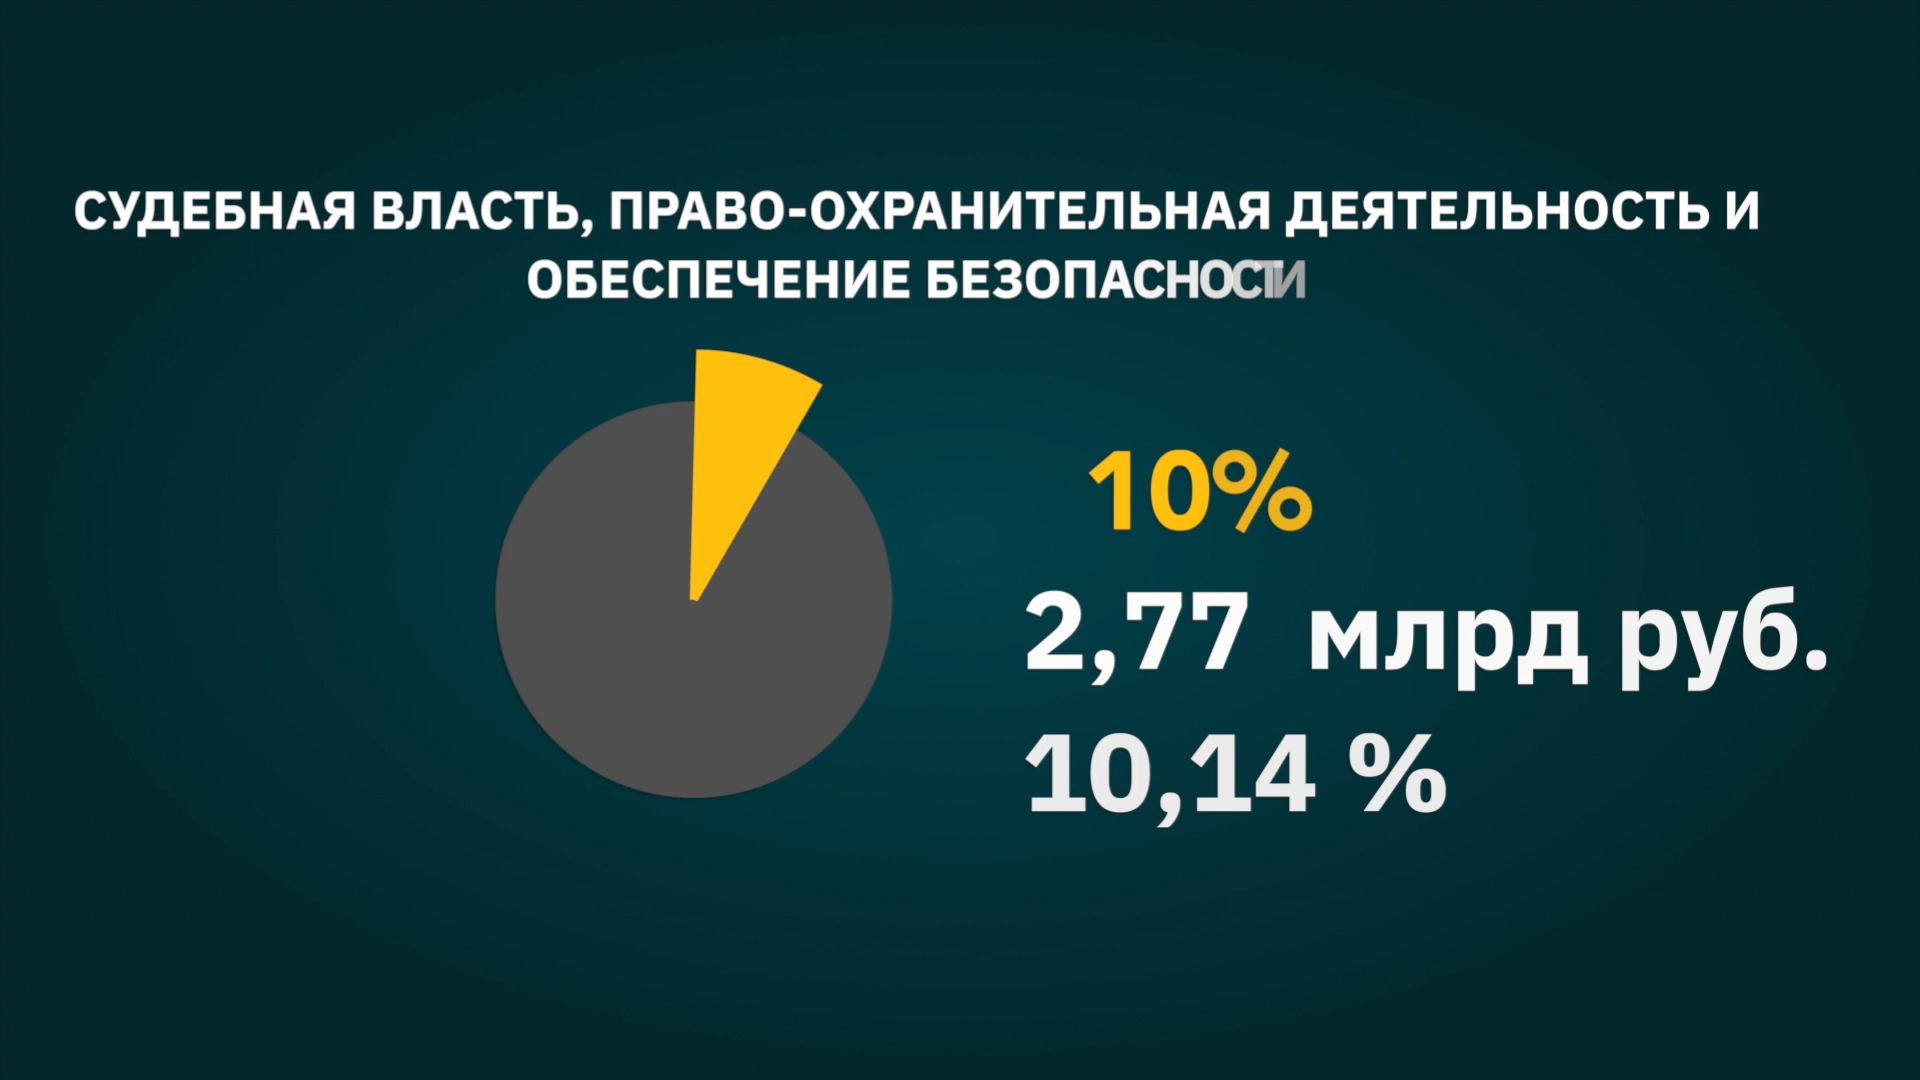 СУДЕБНАЯ ВЛАСТЬ, ПРАВО-ОХРАНИТЕЛЬНАЯ ДЕЯТЕЛЬНОСТЬ И
ОБЕСПЕЧЕНИЕ БЕЗОПАСНОСТИ
10%
2,77 млрд руб.
10,14 %